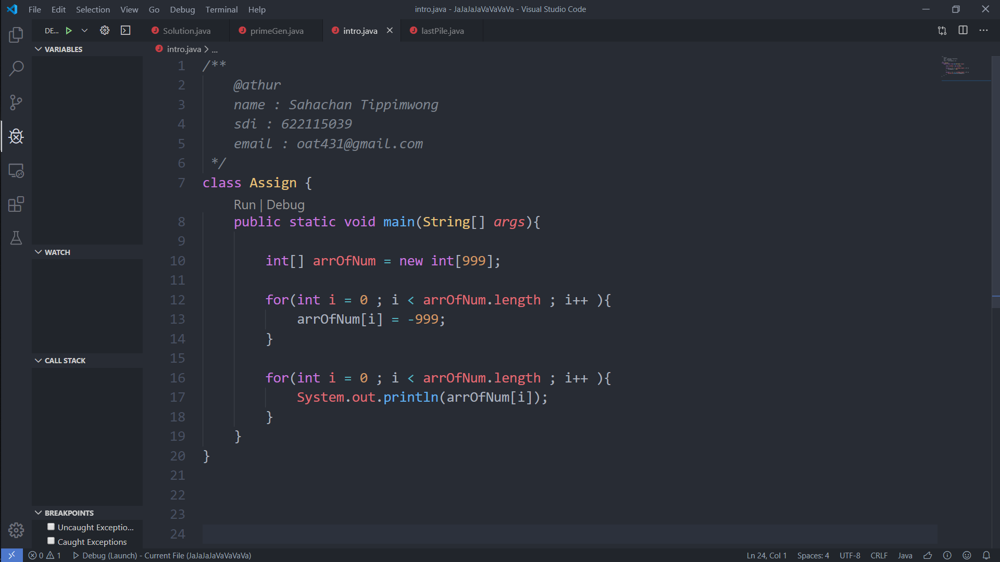 File Edit Selection View Go Debug Terminal Help
intro.java - JaJaJaJaVaVaVaVa - Visual Studio Code
DE...
Solution.java
primeGen.java
intro.java
lastPile.java
VARIABLES
WATCH
CALL STACK
BREAKPOINTS
Uncaught Exceptio...
Caught Exceptions
intro.java > ...
1 /**
2 @athur
3 name : Sahachan Tippimwong
4 sdi : 622115039
5 email : oat431@gmail.com
6 */
7 class Assign {
Run | Debug
8 public static void main(String[] args){
9
10 int[] arrOfNum = new int[999];
11
12 for(int i = 0 ; i < arrOfNum.length ; i++ ){
13 arrOfNum[i] = -999;
14 }
15
16 for(int i = 0 ; i < arrOfNum.length ; i++ ){
17 System.out.println(arrOfNum[i]);
18 }
19 }
20 }
21
22
23
24
0 1 Debug (Launch) - Current File (JaJaJaJaVaVaVaVa)
Ln 24, Col 1 Spaces: 4 UTF-8 CRLF Java